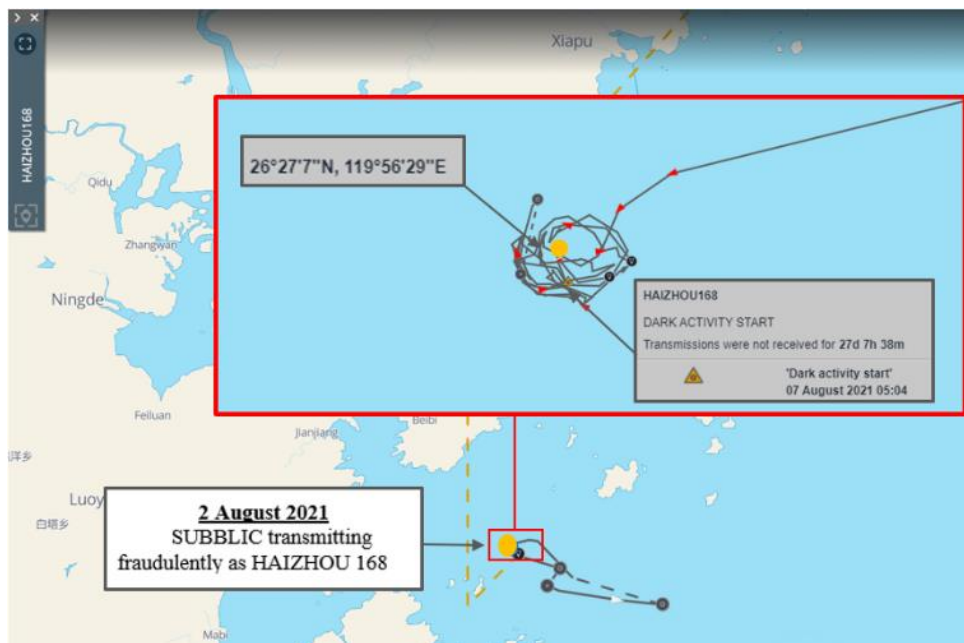 HAIZHOU168
Xiapu
26°27'7"N, 119°56'29"E
Qidu
Zhangwan
Ningde
HAIZHOU168
DARK ACTIVITY START
Transmissions were not received for 27d 7h 38m
'Dark activity start'
07 August 2021 05:04
Feiluan
Jianjiang
Beibi
Luoy
白塔乡
2 August 2021
SUBBLIC transmitting
fraudulently as HAIZHOU 168
Mabi